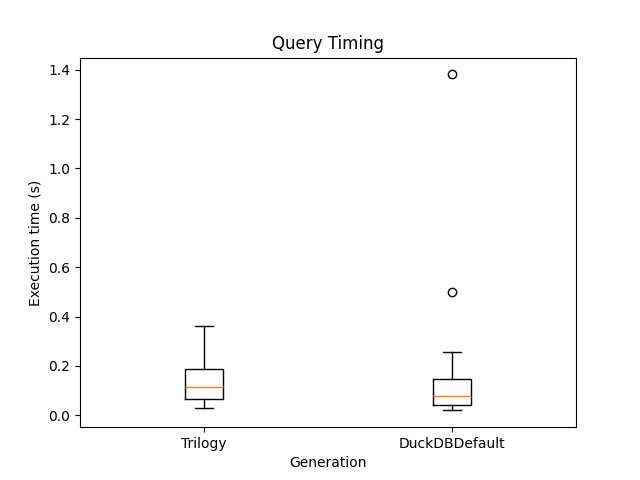 Query Timing
Execution time (s)
1.4
1.2
1.0
0.8
0.6
0.4
0.2
0.0
Trilogy
DuckDBDefault
Generation